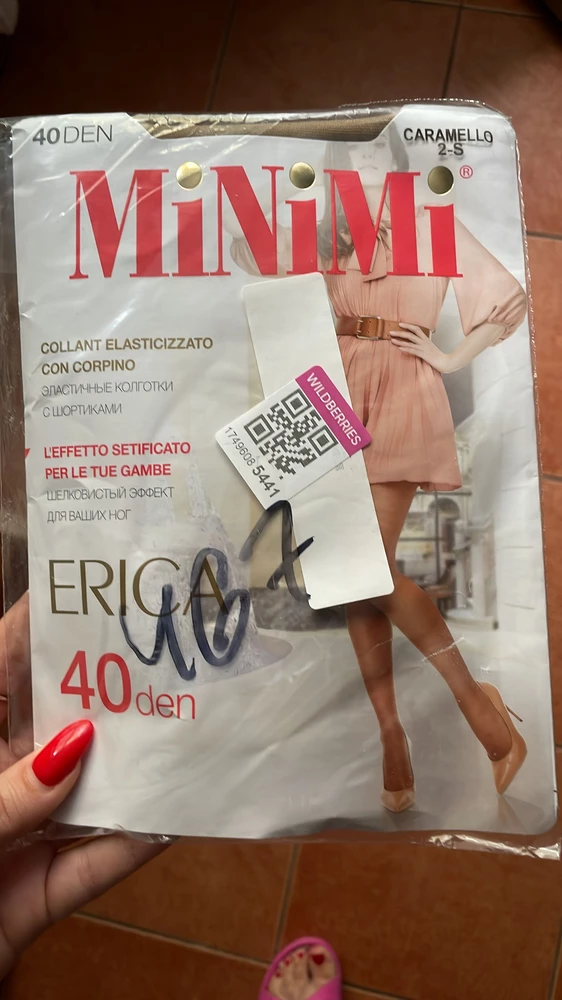 40 DEN
CARAMELLO
2-S
MiNiMi®
COLLANT ELASTICIZZATO
CON CORPINO
ЭЛАСТИЧНЫЕ КОЛГОТКИ
С ШОРТИКАМИ
L'EFFETTO SETIFICATO
PER LE TUE GAMBE
ШЕЛКОВИСТЫЙ ЭФФЕКТ
ДЛЯ ВАШИХ НОГ
WILDBERRIES
1749608 5441
ERICA
40 den